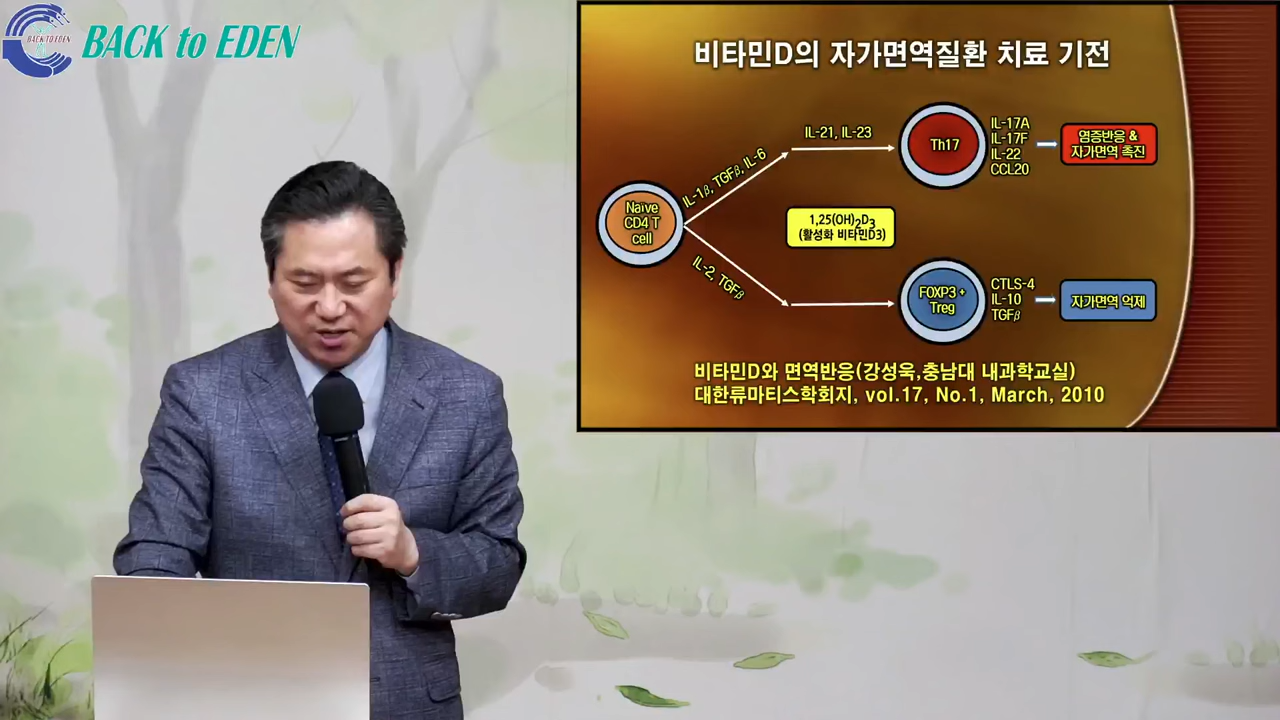 BACK TO EDEN
BACK to EDEN
비타민D의 자가면역질환 치료 기전
IL-21, IL-23
IL-1β, TGFβ, IL-6
Th17
IL-17A
IL-17F
IL-22
CCL20
염증반응 &
자가면역 촉진
Naïve
CD4 T
cell
1,25(OH)2D3
(활성화 비타민D3)
IL-2, TGFβ
FOXP3 +
Treg
CTLS-4
IL-10
TGFβ
자가면역 억제
비타민D와 면역반응(강성욱,충남대 내과학교실)
대한류마티스학회지, vol.17, No.1, March, 2010